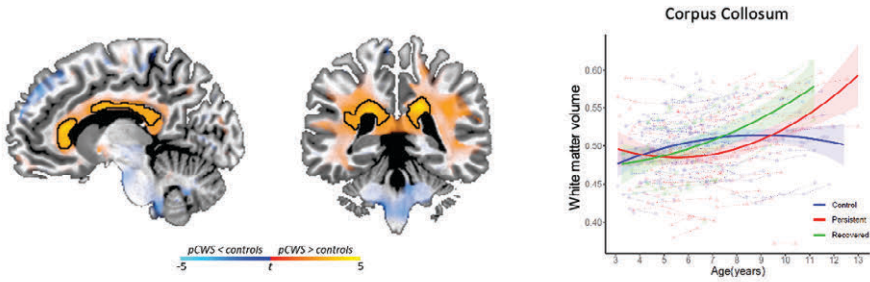 Corpus Collosum
White matter volume
0.60
0.55
0.50
0.45
0.40
Control
Persistent
Recovered
3 4 5 6 7 8 9 10 11 12 13
Age(years)
pCWS < controls pCWS > controls
-5 t 5